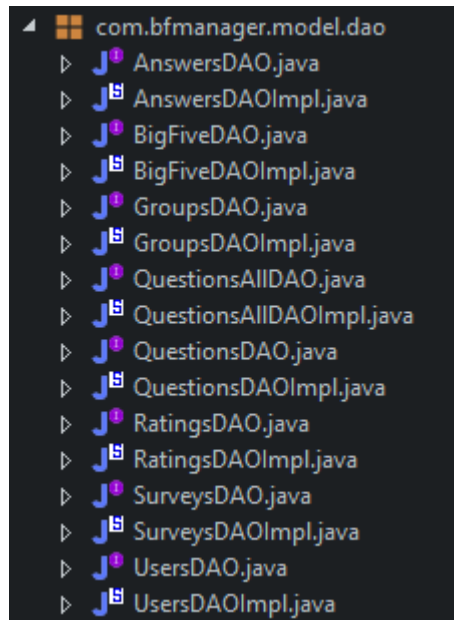 com.bfmanager.model.dao
AnswersDAO.java
AnswersDAOImpl.java
BigFiveDAO.java
BigFiveDAOImpl.java
GroupsDAO.java
GroupsDAOImpl.java
QuestionsAllDAO.java
QuestionsAllDAOImpl.java
QuestionsDAO.java
QuestionsDAOImpl.java
RatingsDAO.java
RatingsDAOImpl.java
SurveysDAO.java
SurveysDAOImpl.java
UsersDAO.java
UsersDAOImpl.java